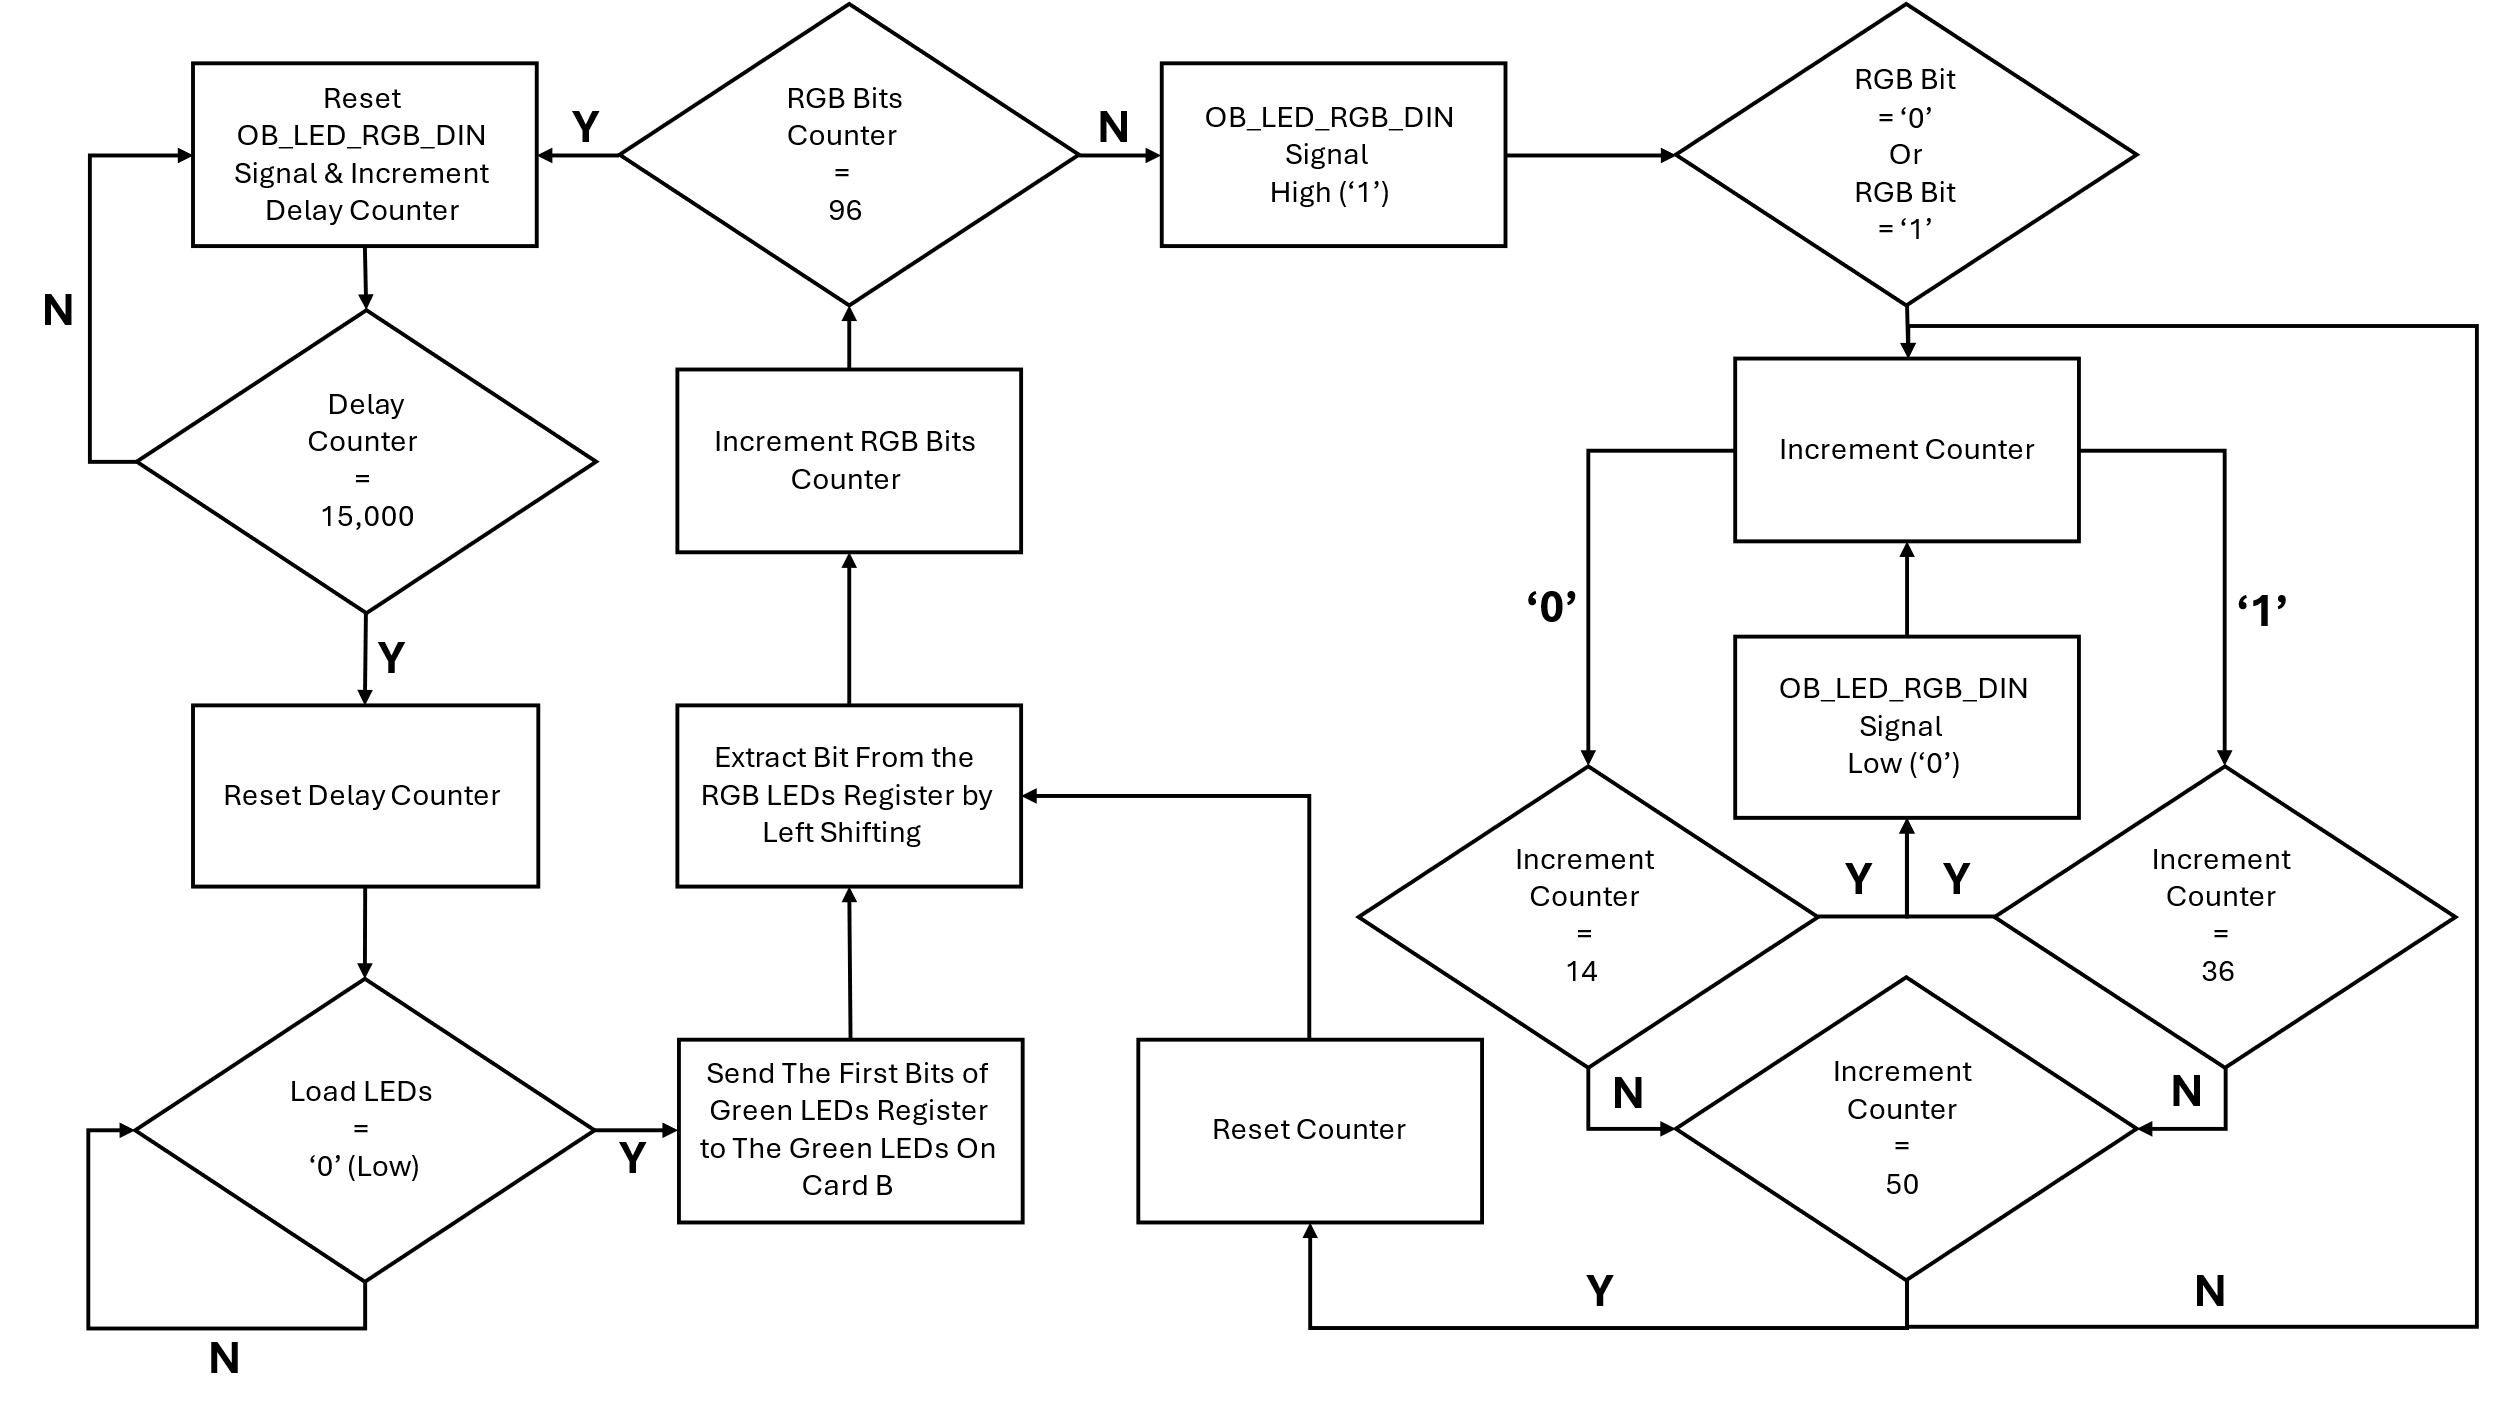 Reset
OB_LED_RGB_DIN
Signal & Increment
Delay Counter
Y
RGB Bits
Counter
=
96
N
OB_LED_RGB_DIN
Signal
High (‘1’)
RGB Bit
= ‘0’
Or
RGB Bit
= ‘1’
N
Delay
Counter
=
15,000
Y
Increment RGB Bits
Counter
Increment Counter
‘0’
‘1’
OB_LED_RGB_DIN
Signal
Low (‘0’)
Reset Delay Counter
Extract Bit From the
RGB LEDs Register by
Left Shifting
Increment
Counter
=
14
Y
Y
Increment
Counter
=
36
Load LEDs
=
‘0’ (Low)
Y
N
Send The First Bits of
Green LEDs Register
to The Green LEDs On
Card B
Reset Counter
N
Increment
Counter
=
50
N
Y
N